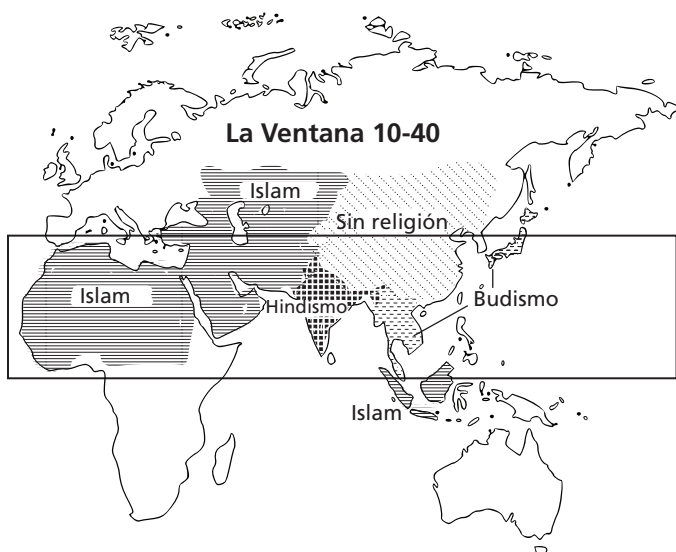 La Ventana 10-40
Islam
Sin religión
Islam
Hindismo
Budismo
Islam